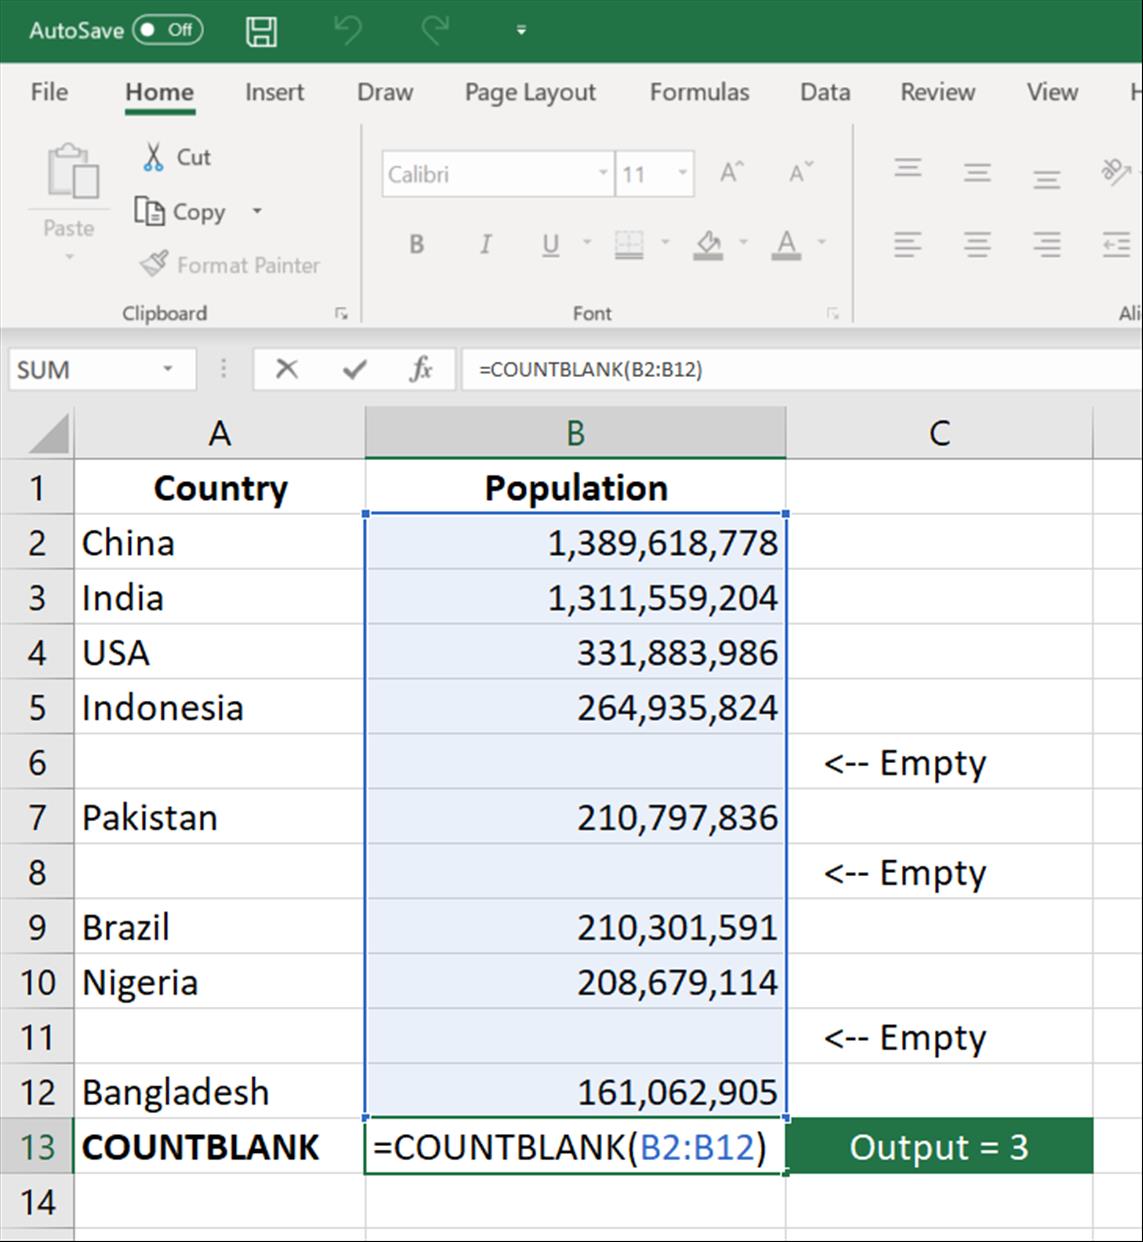 AutoSave Off
File Home Insert Draw Page Layout Formulas Data Review View
Cut
Calibri 11 A A
Copy
Paste
B I U A
Format Painter
Clipboard Font
SUM fx =COUNTBLANK(B2:B12)
A B C
1 Country Population
2 China 1,389,618,778
3 India 1,311,559,204
4 USA 331,883,986
5 Indonesia 264,935,824
6 <-- Empty
7 Pakistan 210,797,836
8 <-- Empty
9 Brazil 210,301,591
10 Nigeria 208,679,114
11 <-- Empty
12 Bangladesh 161,062,905
13 COUNTBLANK =COUNTBLANK(B2:B12) Output = 3
14